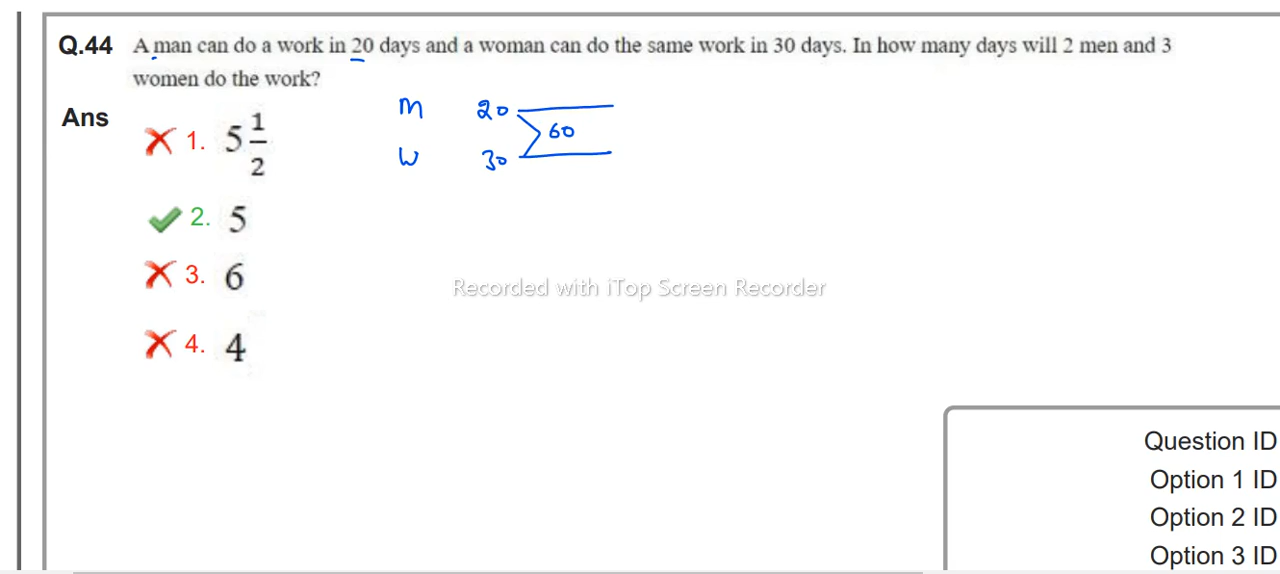 Q.44 A man can do a work in 20 days and a woman can do the same work in 30 days. In how many days will 2 men and 3
women do the work?
Ans
1. 5 1/2
2. 5
3. 6
4. 4
M 20
60
W 30
Recorded with iTop Screen Recorder
Question ID
Option 1 ID
Option 2 ID
Option 3 ID